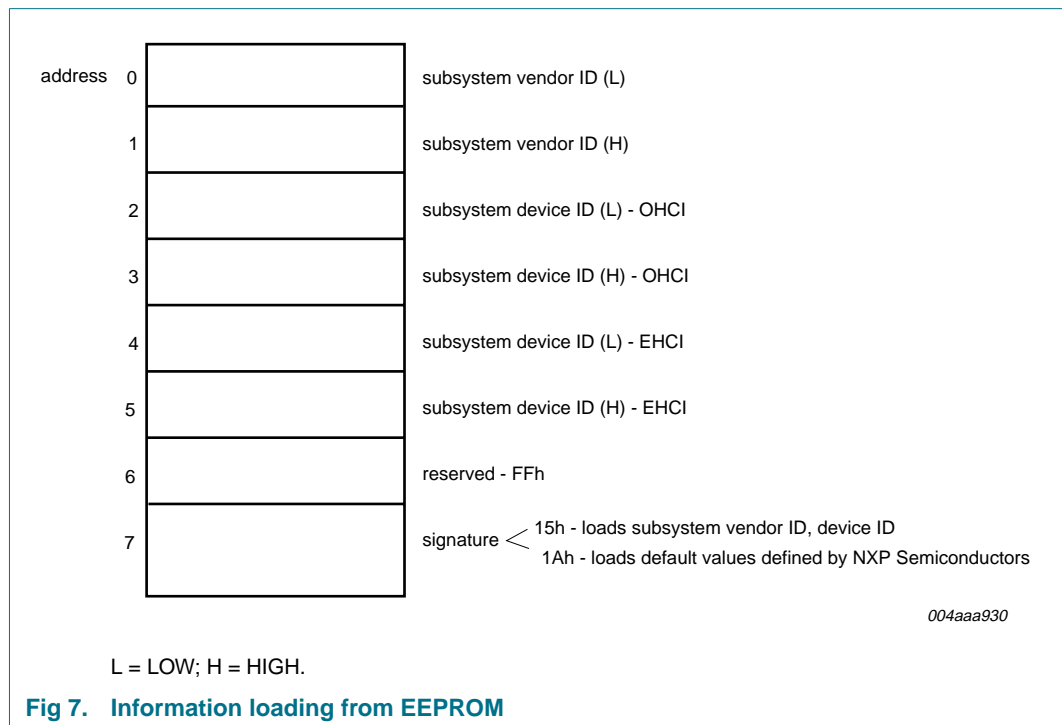 address 0 subsystem vendor ID (L)
1 subsystem vendor ID (H)
2 subsystem device ID (L) - OHCI
3 subsystem device ID (H) - OHCI
4 subsystem device ID (L) - EHCI
5 subsystem device ID (H) - EHCI
6 reserved - FFh
7 signature 15h - loads subsystem vendor ID, device ID
1Ah - loads default values defined by NXP Semiconductors
004aaa930
L = LOW; H = HIGH.
Fig 7. Information loading from EEPROM